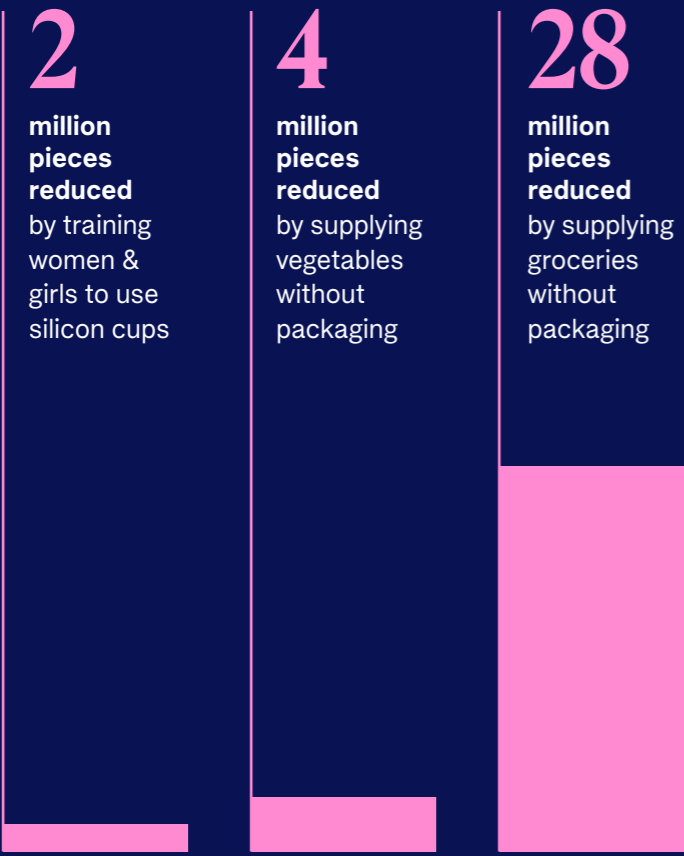 2
million
pieces
reduced
by training
women &
girls to use
silicon cups
4
million
pieces
reduced
by supplying
vegetables
without
packaging
28
million
pieces
reduced
by supplying
groceries
without
packaging